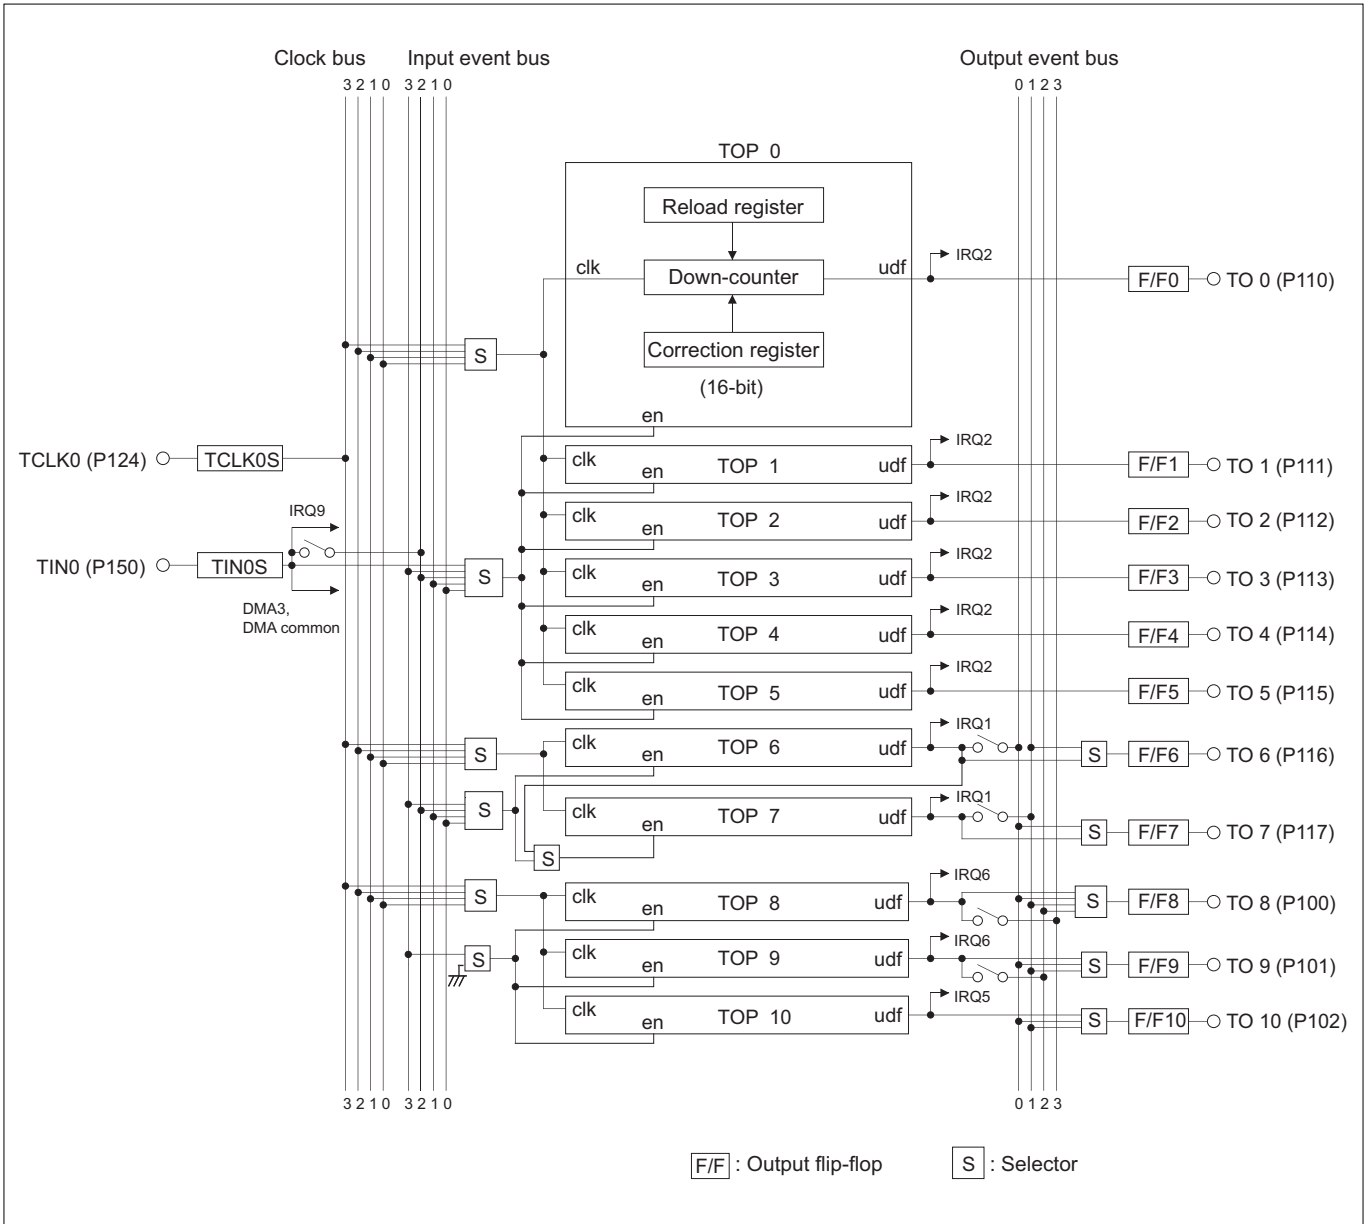 Clock bus Input event bus Output event bus
3 2 1 0 3 2 1 0 0 1 2 3
TOP 0
Reload register
IRQ2
clk Down-counter udf F/F0 TO 0 (P110)
S Correction register
(16-bit)
en
IRQ2
TCLK0 (P124) TCLK0S clk TOP 1 udf F/F1 TO 1 (P111)
en
IRQ2
clk TOP 2 udf F/F2 TO 2 (P112)
IRQ9
en
IRQ2
TIN0 (P150) TIN0S S clk TOP 3 udf F/F3 TO 3 (P113)
en
DMA3,
DMA common
IRQ2
clk TOP 4 udf F/F4 TO 4 (P114)
en
IRQ2
clk TOP 5 udf F/F5 TO 5 (P115)
en
IRQ1
S clk TOP 6 udf S F/F6 TO 6 (P116)
en
IRQ1
S clk TOP 7 udf S F/F7 TO 7 (P117)
en
S
IRQ6
S clk TOP 8 udf S F/F8 TO 8 (P100)
en
IRQ6
S clk TOP 9 udf S F/F9 TO 9 (P101)
en
IRQ5
clk TOP 10 udf S F/F10 TO 10 (P102)
en
3 2 1 0 3 2 1 0 0 1 2 3
F/F : Output flip-flop S : Selector